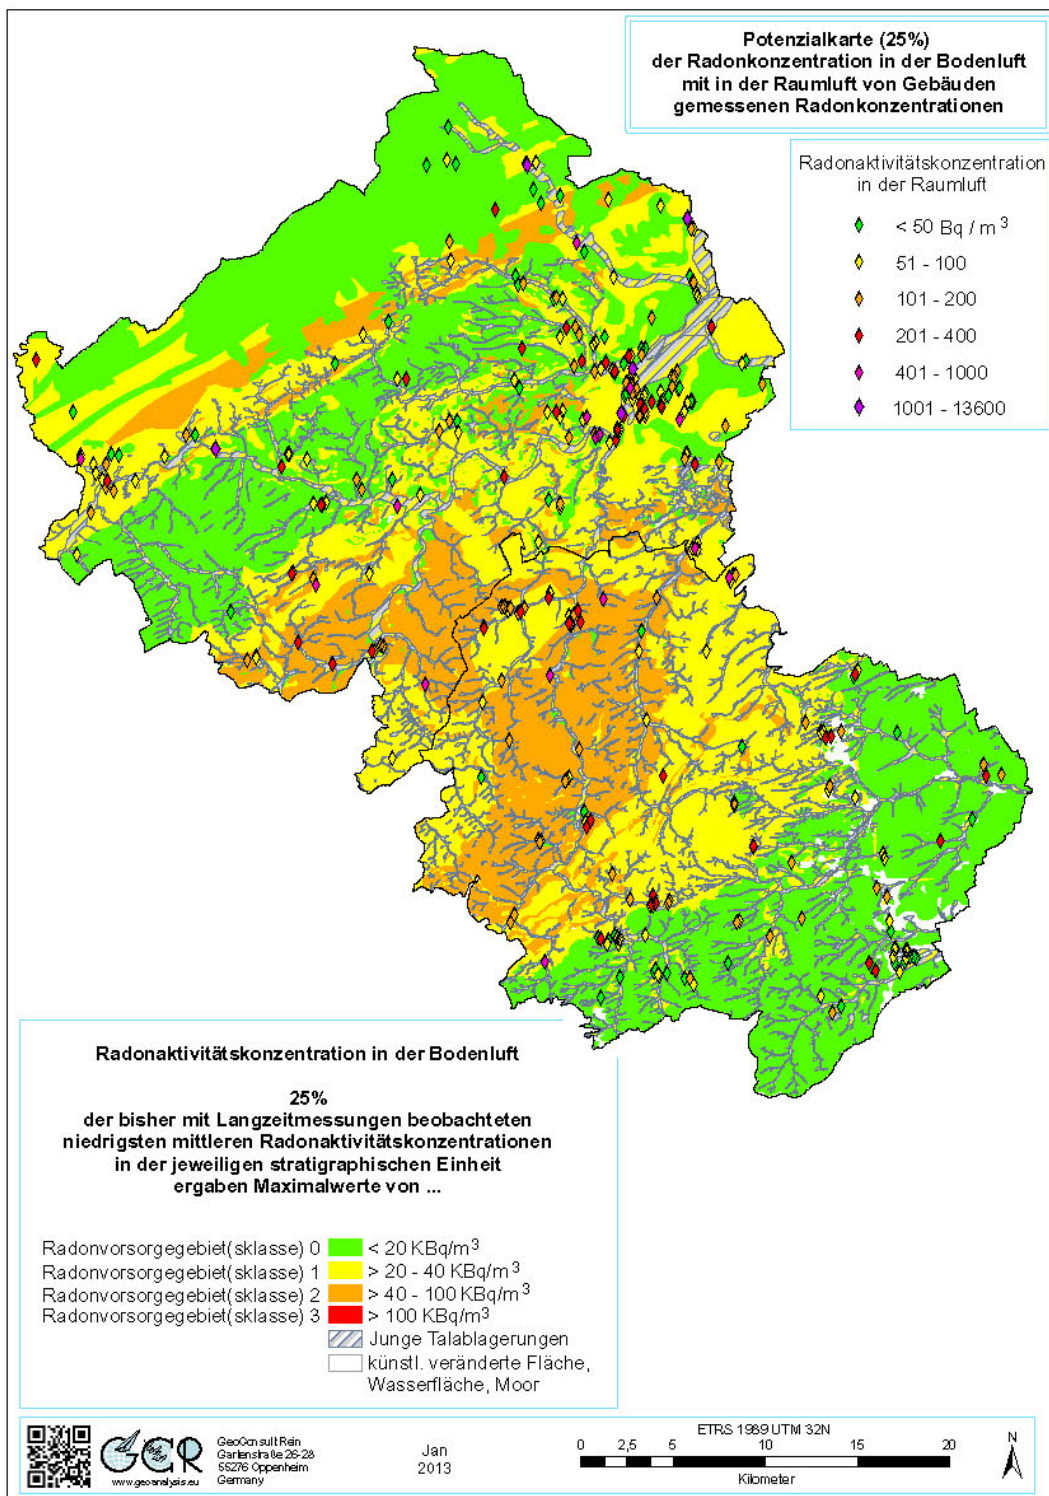 Potenzialkarte (25%)
der Radonkonzentration in der Bodenluft
mit in der Raumluft von Gebäuden
gemessenen Radonkonzentrationen
Radonaktivitätskonzentration
in der Raumluft
< 50 Bq / m³
51 - 100
101 - 200
201 - 400
401 - 1000
1001 - 13600
Radonaktivitätskonzentration in der Bodenluft
25%
der bisher mit Langzeitmessungen beobachteten
niedrigsten mittleren Radonaktivitätskonzentrationen
in der jeweiligen stratigraphischen Einheit
ergaben Maximalwerte von ...
Radonvorsorgegebiet(sklasse) 0 < 20 KBq/m³
Radonvorsorgegebiet(sklasse) 1 > 20 - 40 KBq/m³
Radonvorsorgegebiet(sklasse) 2 > 40 - 100 KBq/m³
Radonvorsorgegebiet(sklasse) 3 > 100 KBq/m³
Junge Talablagerungen
künstl. veränderte Fläche,
Wasserfläche, Moor
GCR
www.geoanalysis.eu
GeoConsult Rein
Gartenstraße 26-28
55276 Oppenheim
Germany
Jan
2013
ETRS 1989 UTM 32N
0 2,5 5 10 15 20
Kilometer
N